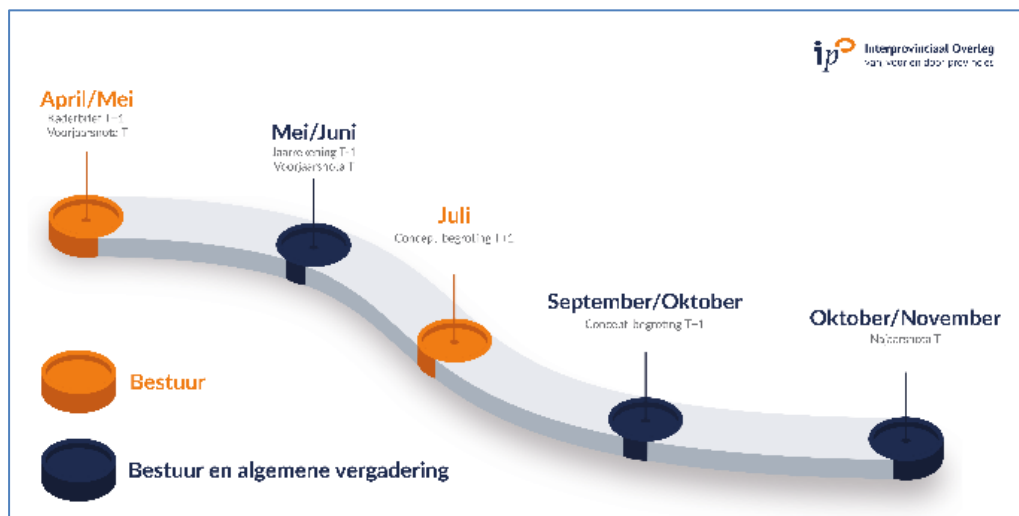 ipo Interprovinciaal Overleg
van voor en door provincies
April/Mei
Kaderbrief T+1
Voorjaarsnota T
Mei/Juni
Jaarrekening T-1
Voorjaarsnota T
Juli
Concept begroting T+1
September/Oktober
Concept begroting T+1
Oktober/November
Najaarsnota T
Bestuur
Bestuur en algemene vergadering